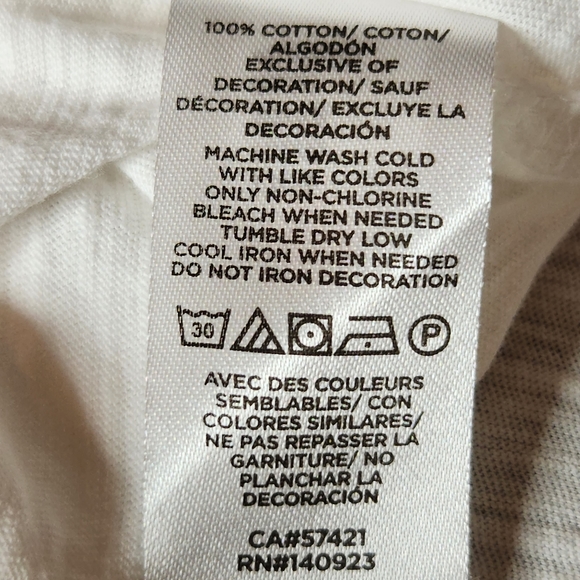 100% COTTON/ COTON/
ALGODÓN
EXCLUSIVE OF
DECORATION/ SAUF
DÉCORATION/ EXCLUYE LA
DECORACIÓN
MACHINE WASH COLD
WITH LIKE COLORS
ONLY NON-CHLORINE
BLEACH WHEN NEEDED
TUMBLE DRY LOW
COOL IRON WHEN NEEDED
DO NOT IRON DECORATION
30 P
AVEC DES COULEURS
SEMBLABLES/ CON
COLORES SIMILARES/
NE PAS REPASSER LA
GARNITURE/ NO
PLANCHAR LA
DECORACIÓN
CA#57421
RN#140923